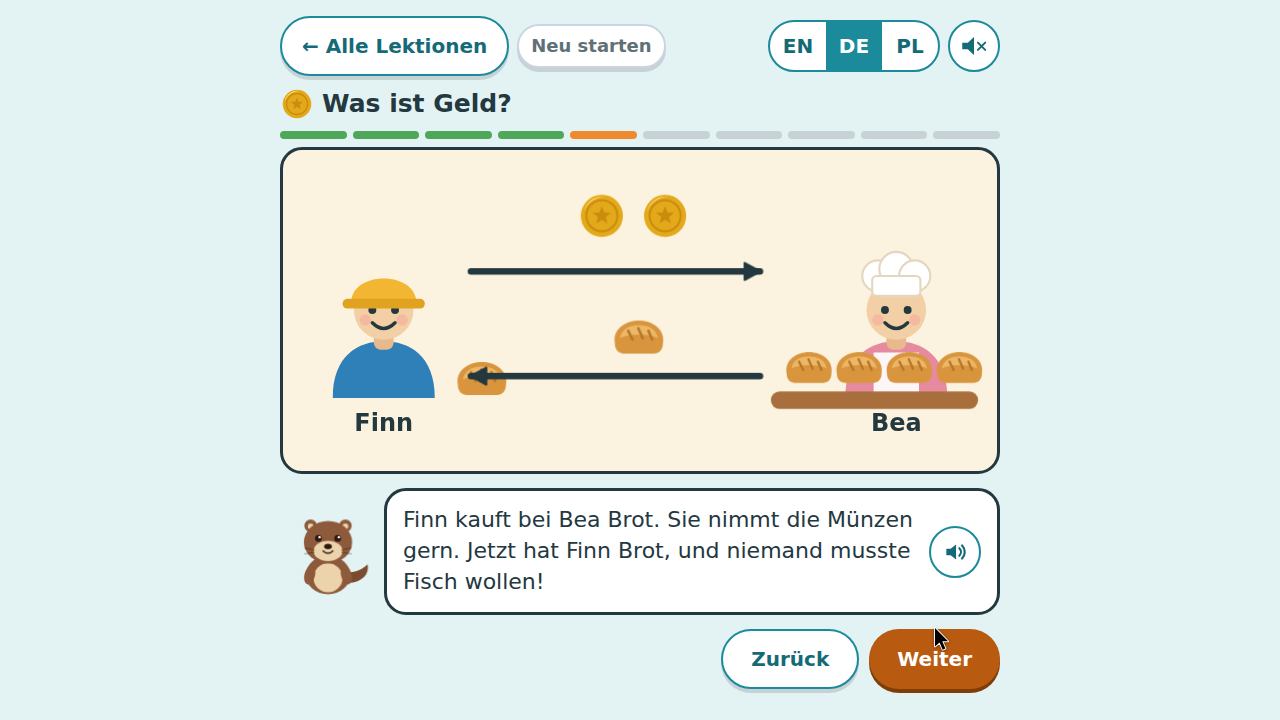 ← Alle Lektionen
Neu starten
EN
DE
PL
Was ist Geld?
Finn
Bea
Finn kauft bei Bea Brot. Sie nimmt die Münzen
gern. Jetzt hat Finn Brot, und niemand musste
Fisch wollen!
Zurück
Weiter